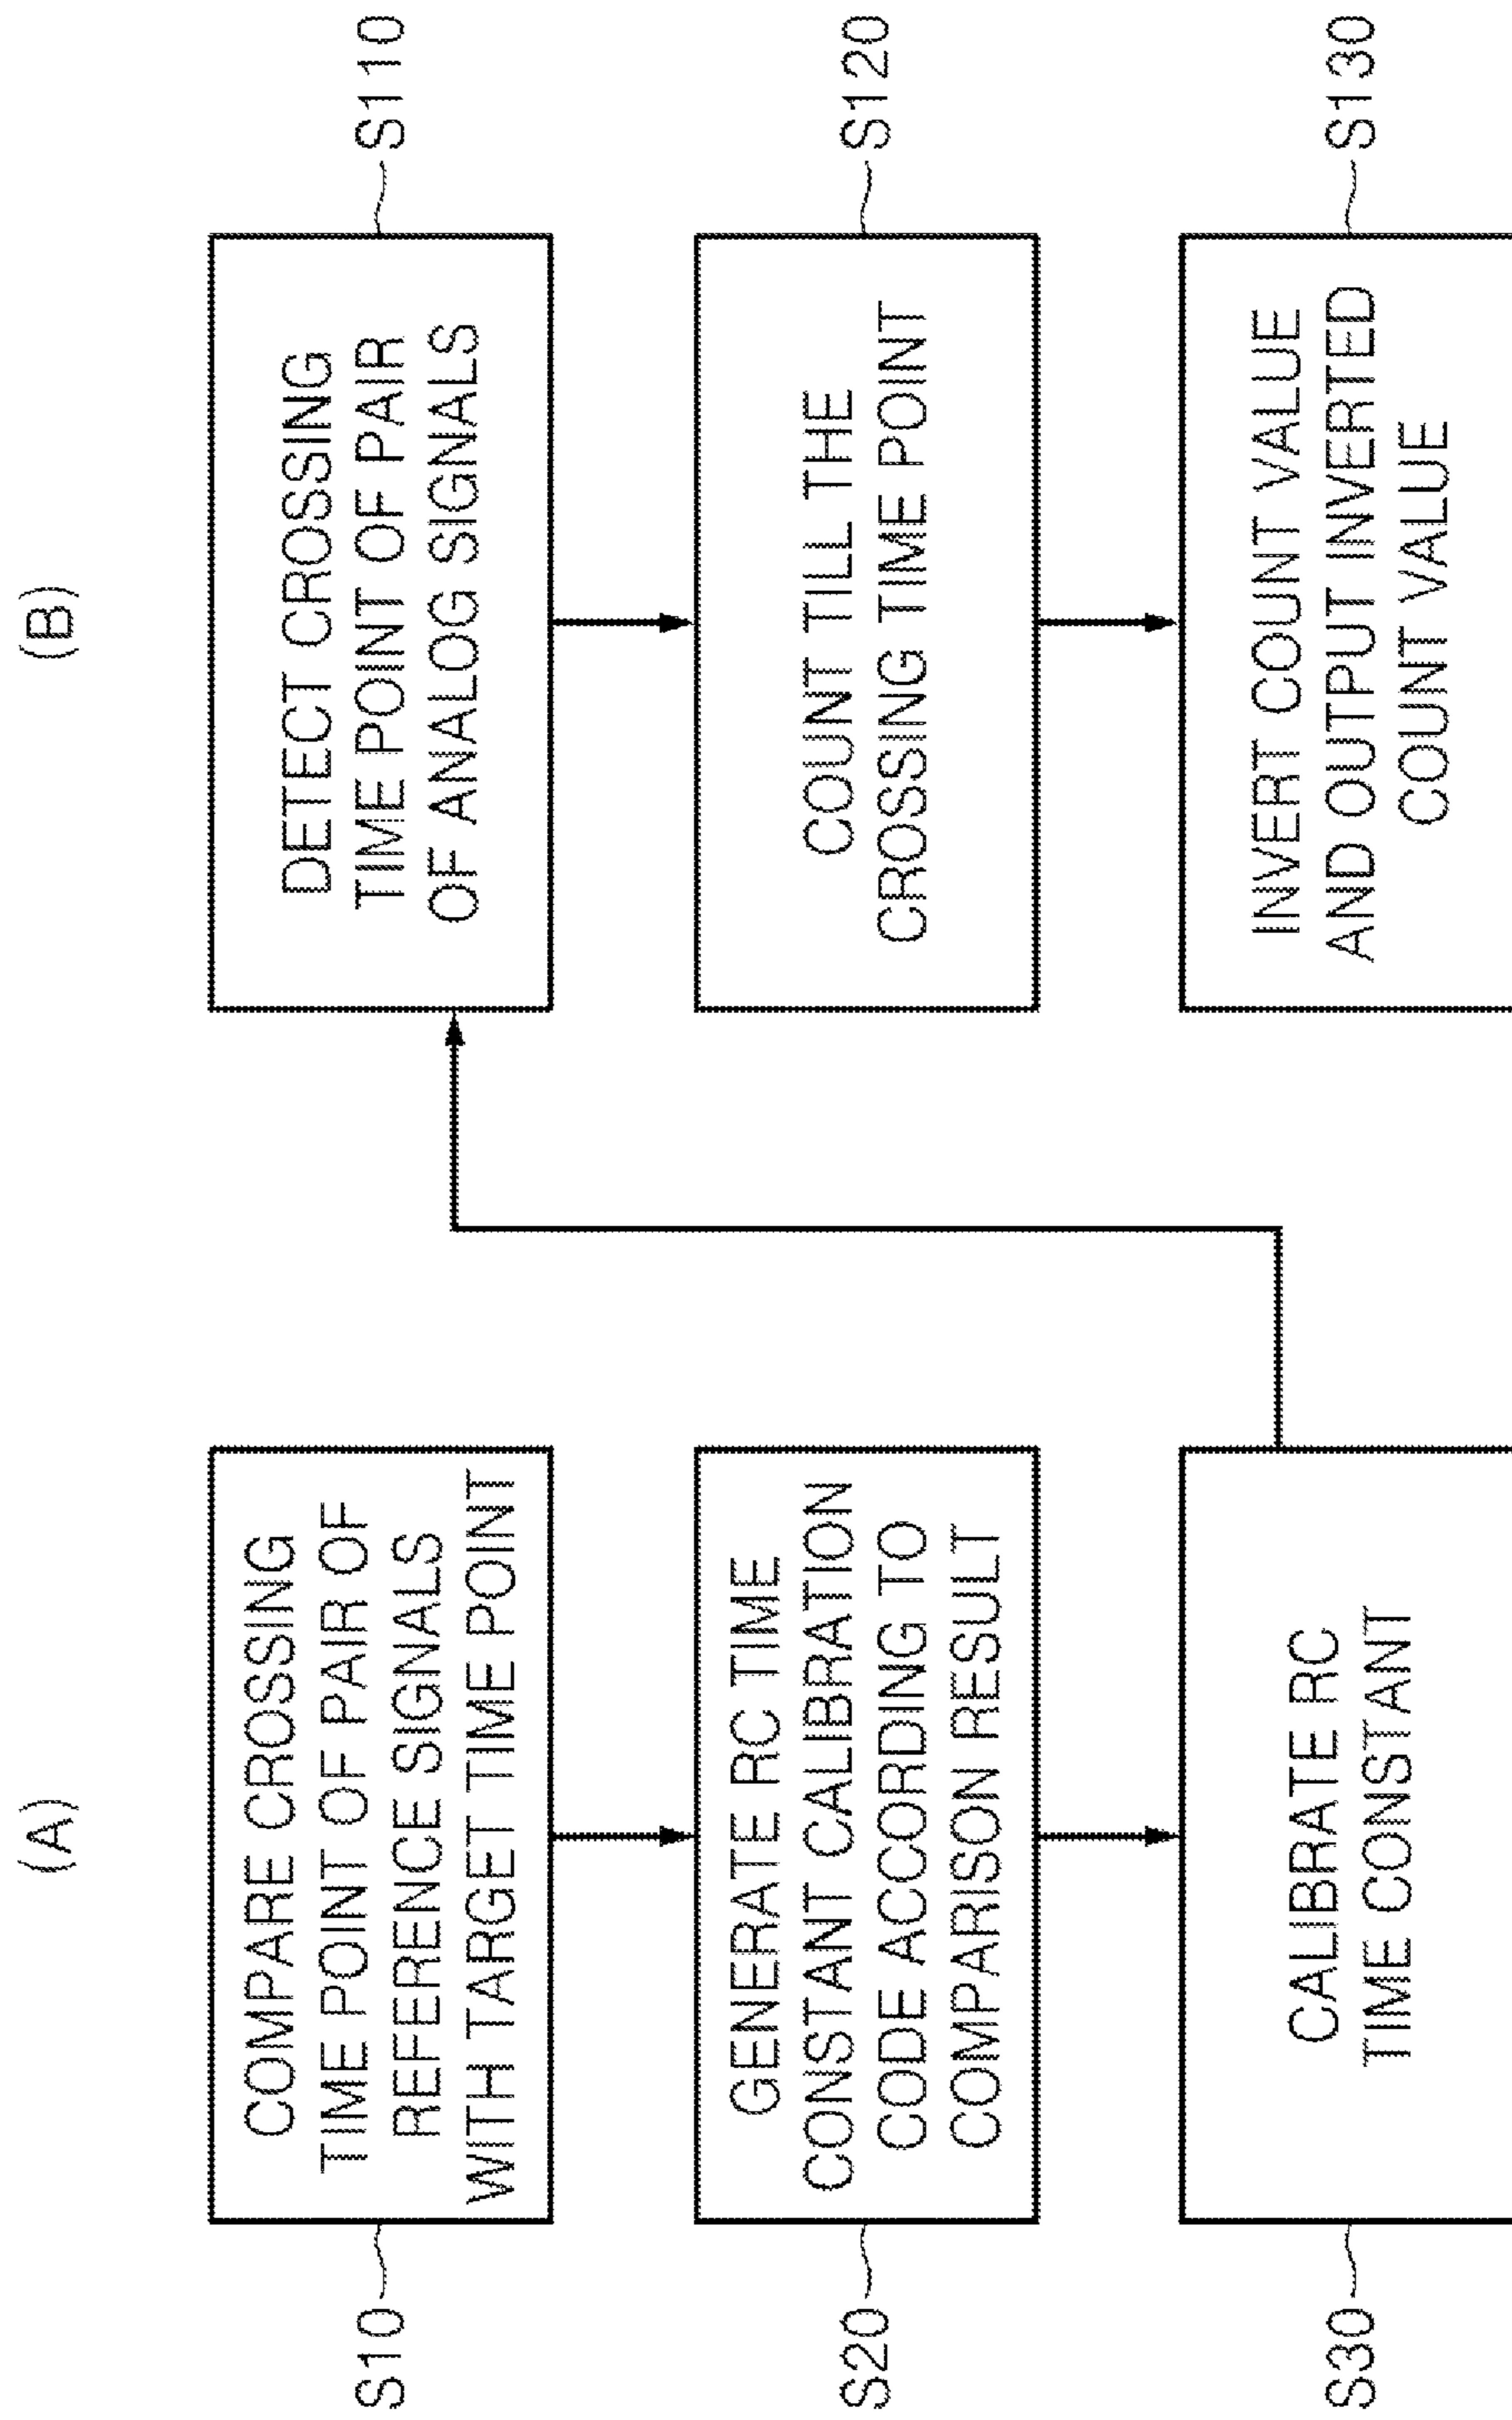 (A)
S10
COMPARE CROSSING
TIME POINT OF PAIR OF
REFERENCE SIGNALS
WITH TARGET TIME POINT
S20
GENERATE RC TIME
CONSTANT CALIBRATION
CODE ACCORDING TO
COMPARISON RESULT
S30
CALIBRATE RC
TIME CONSTANT
(B)
DETECT CROSSING
TIME POINT OF PAIR
OF ANALOG SIGNALS
S110
COUNT TILL THE
CROSSING TIME POINT
S120
INVERT COUNT VALUE
AND OUTPUT INVERTED
COUNT VALUE
S130